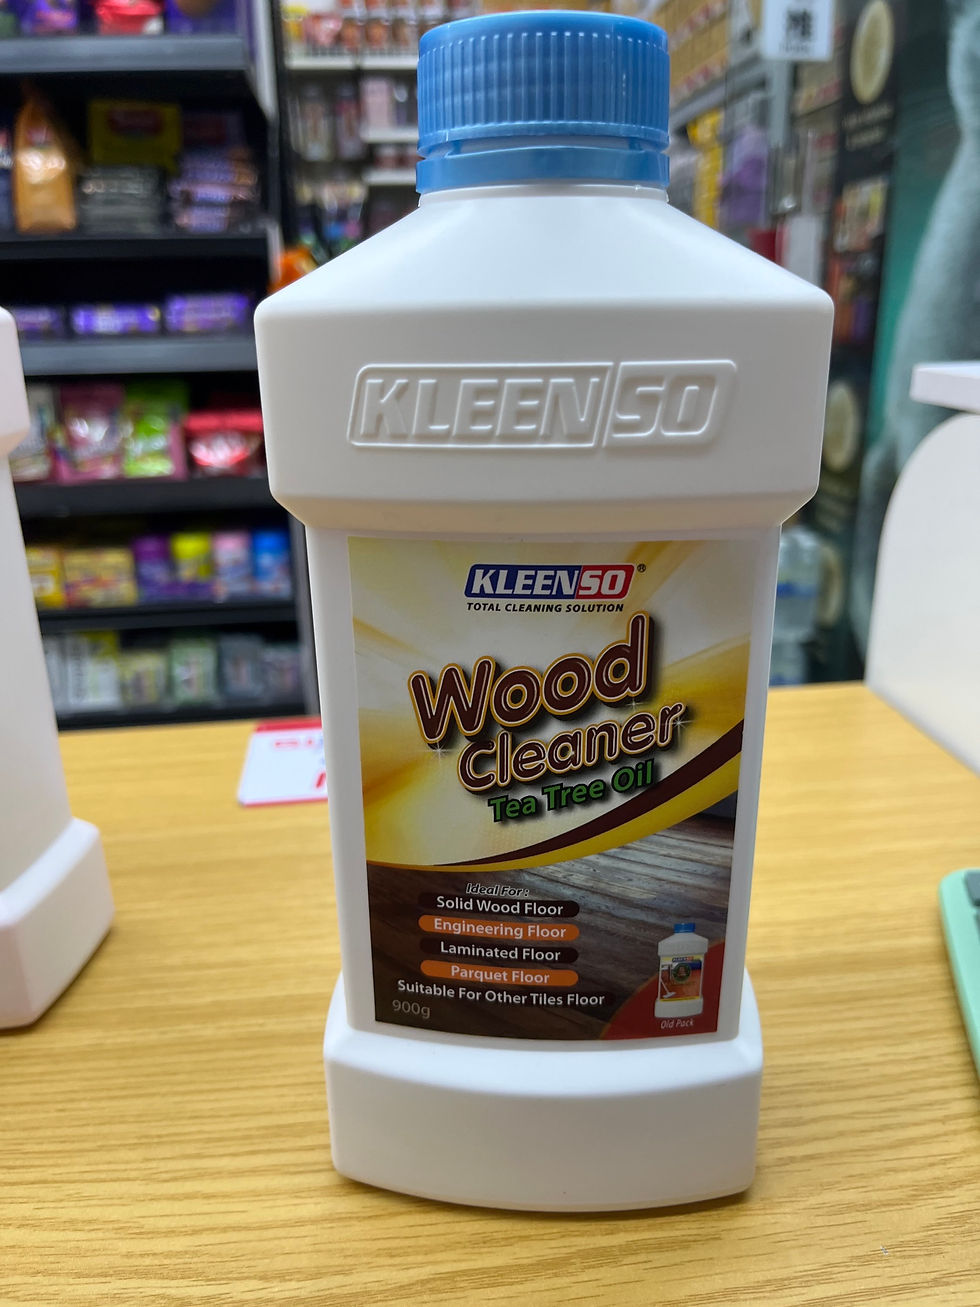 KLEENSO
KLEENSO®
TOTAL CLEANING SOLUTION
Wood
Cleaner
Tea Tree Oil
Ideal For:
Solid Wood Floor
Engineering Floor
Laminated Floor
Parquet Floor
Suitable For Other Tiles Floor
900g
Old Pack